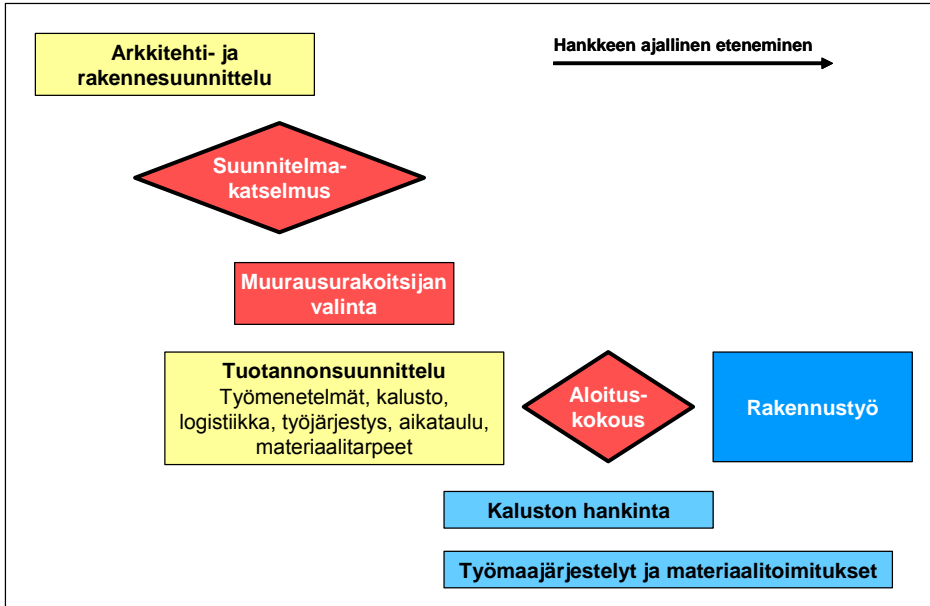 Arkkitehti- ja
rakennesuunnittelu
Hankkeen ajallinen eteneminen
Suunnitelma-
katselmus
Muurausurakoitsijan
valinta
Tuotannonsuunnittelu
Työmenetelmät, kalusto,
logistiikka, työjärjestys, aikataulu,
materiaalitarpeet
Aloitus-
kokous
Rakennustyö
Kaluston hankinta
Työmaajärjestelyt ja materiaalitoimitukset